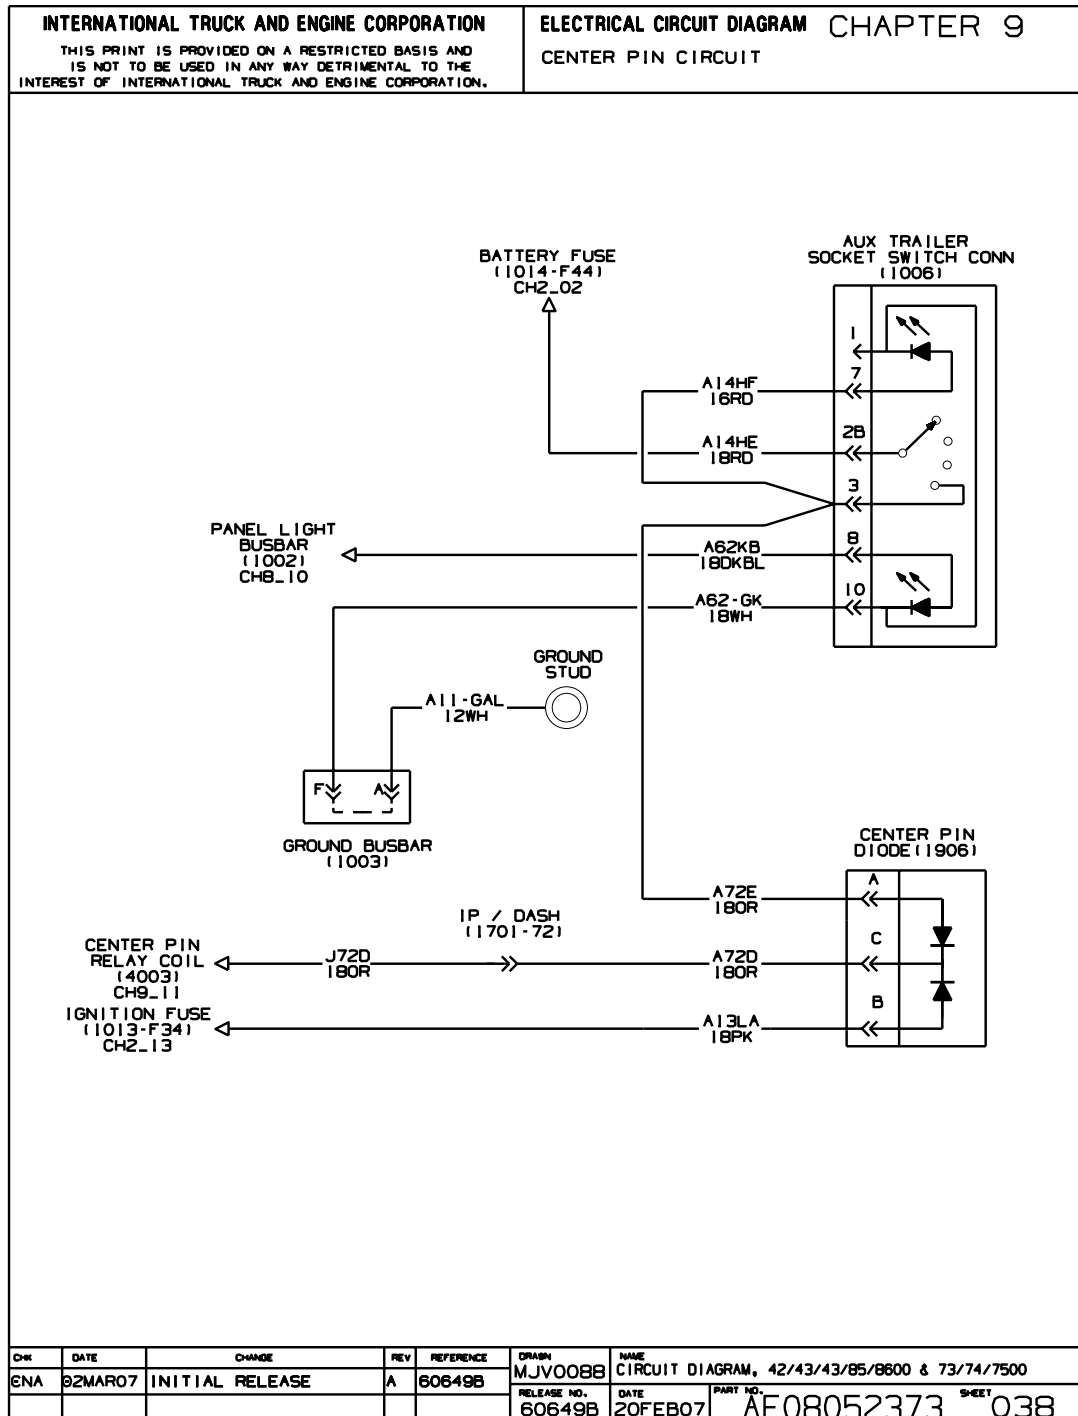 INTERNATIONAL TRUCK AND ENGINE CORPORATION
THIS PRINT IS PROVIDED ON A RESTRICTED BASIS AND
IS NOT TO BE USED IN ANY WAY DETRIMENTAL TO THE
INTEREST OF INTERNATIONAL TRUCK AND ENGINE CORPORATION.
ELECTRICAL CIRCUIT DIAGRAM CHAPTER 9
CENTER PIN CIRCUIT
BATTERY FUSE
(1014-F44)
CH2_02
AUX TRAILER
SOCKET SWITCH CONN
(1006)
1
7
A14HF
16RD
2B
A14HE
18RD
3
PANEL LIGHT
BUSBAR
(1002)
CH8_10
8
A62KB
18DKBL
10
A62-GK
18WH
GROUND
STUD
A11-GAL
12WH
F
A
GROUND BUSBAR
(1003)
CENTER PIN
DIODE(1906)
A
A72E
18OR
IP / DASH
(1701-72)
C
CENTER PIN
RELAY COIL
(4003)
CH9_11
J72D
18OR
A72D
18OR
B
IGNITION FUSE
(1013-F34)
CH2_13
A13LA
18PK
CHK DATE CHANGE REV REFERENCE
ENA 02MAR07 INITIAL RELEASE A 60649B
DRAWN
MJV0088
NAME
CIRCUIT DIAGRAM, 42/43/43/85/8600 & 73/74/7500
RELEASE NO.
60649B
DATE
20FEB07
PART NO.
AE08052373
SHEET
038